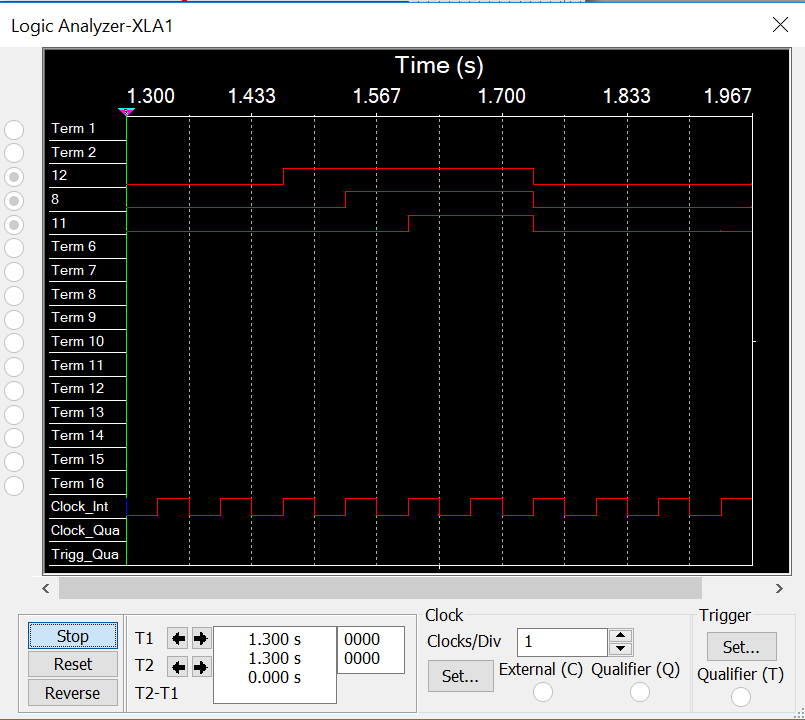 Logic Analyzer-XLA1
Time (s)
1.300 1.433 1.567 1.700 1.833 1.967
Term 1
Term 2
12
8
11
Term 6
Term 7
Term 8
Term 9
Term 10
Term 11
Term 12
Term 13
Term 14
Term 15
Term 16
Clock_Int
Clock_Qua
Trigg_Qua
Stop
Reset
Reverse
T1 1.300 s 0000
T2 1.300 s 0000
T2-T1 0.000 s
Clock
Clocks/Div 1
Set... External (C) Qualifier (Q)
Trigger
Set...
Qualifier (T)